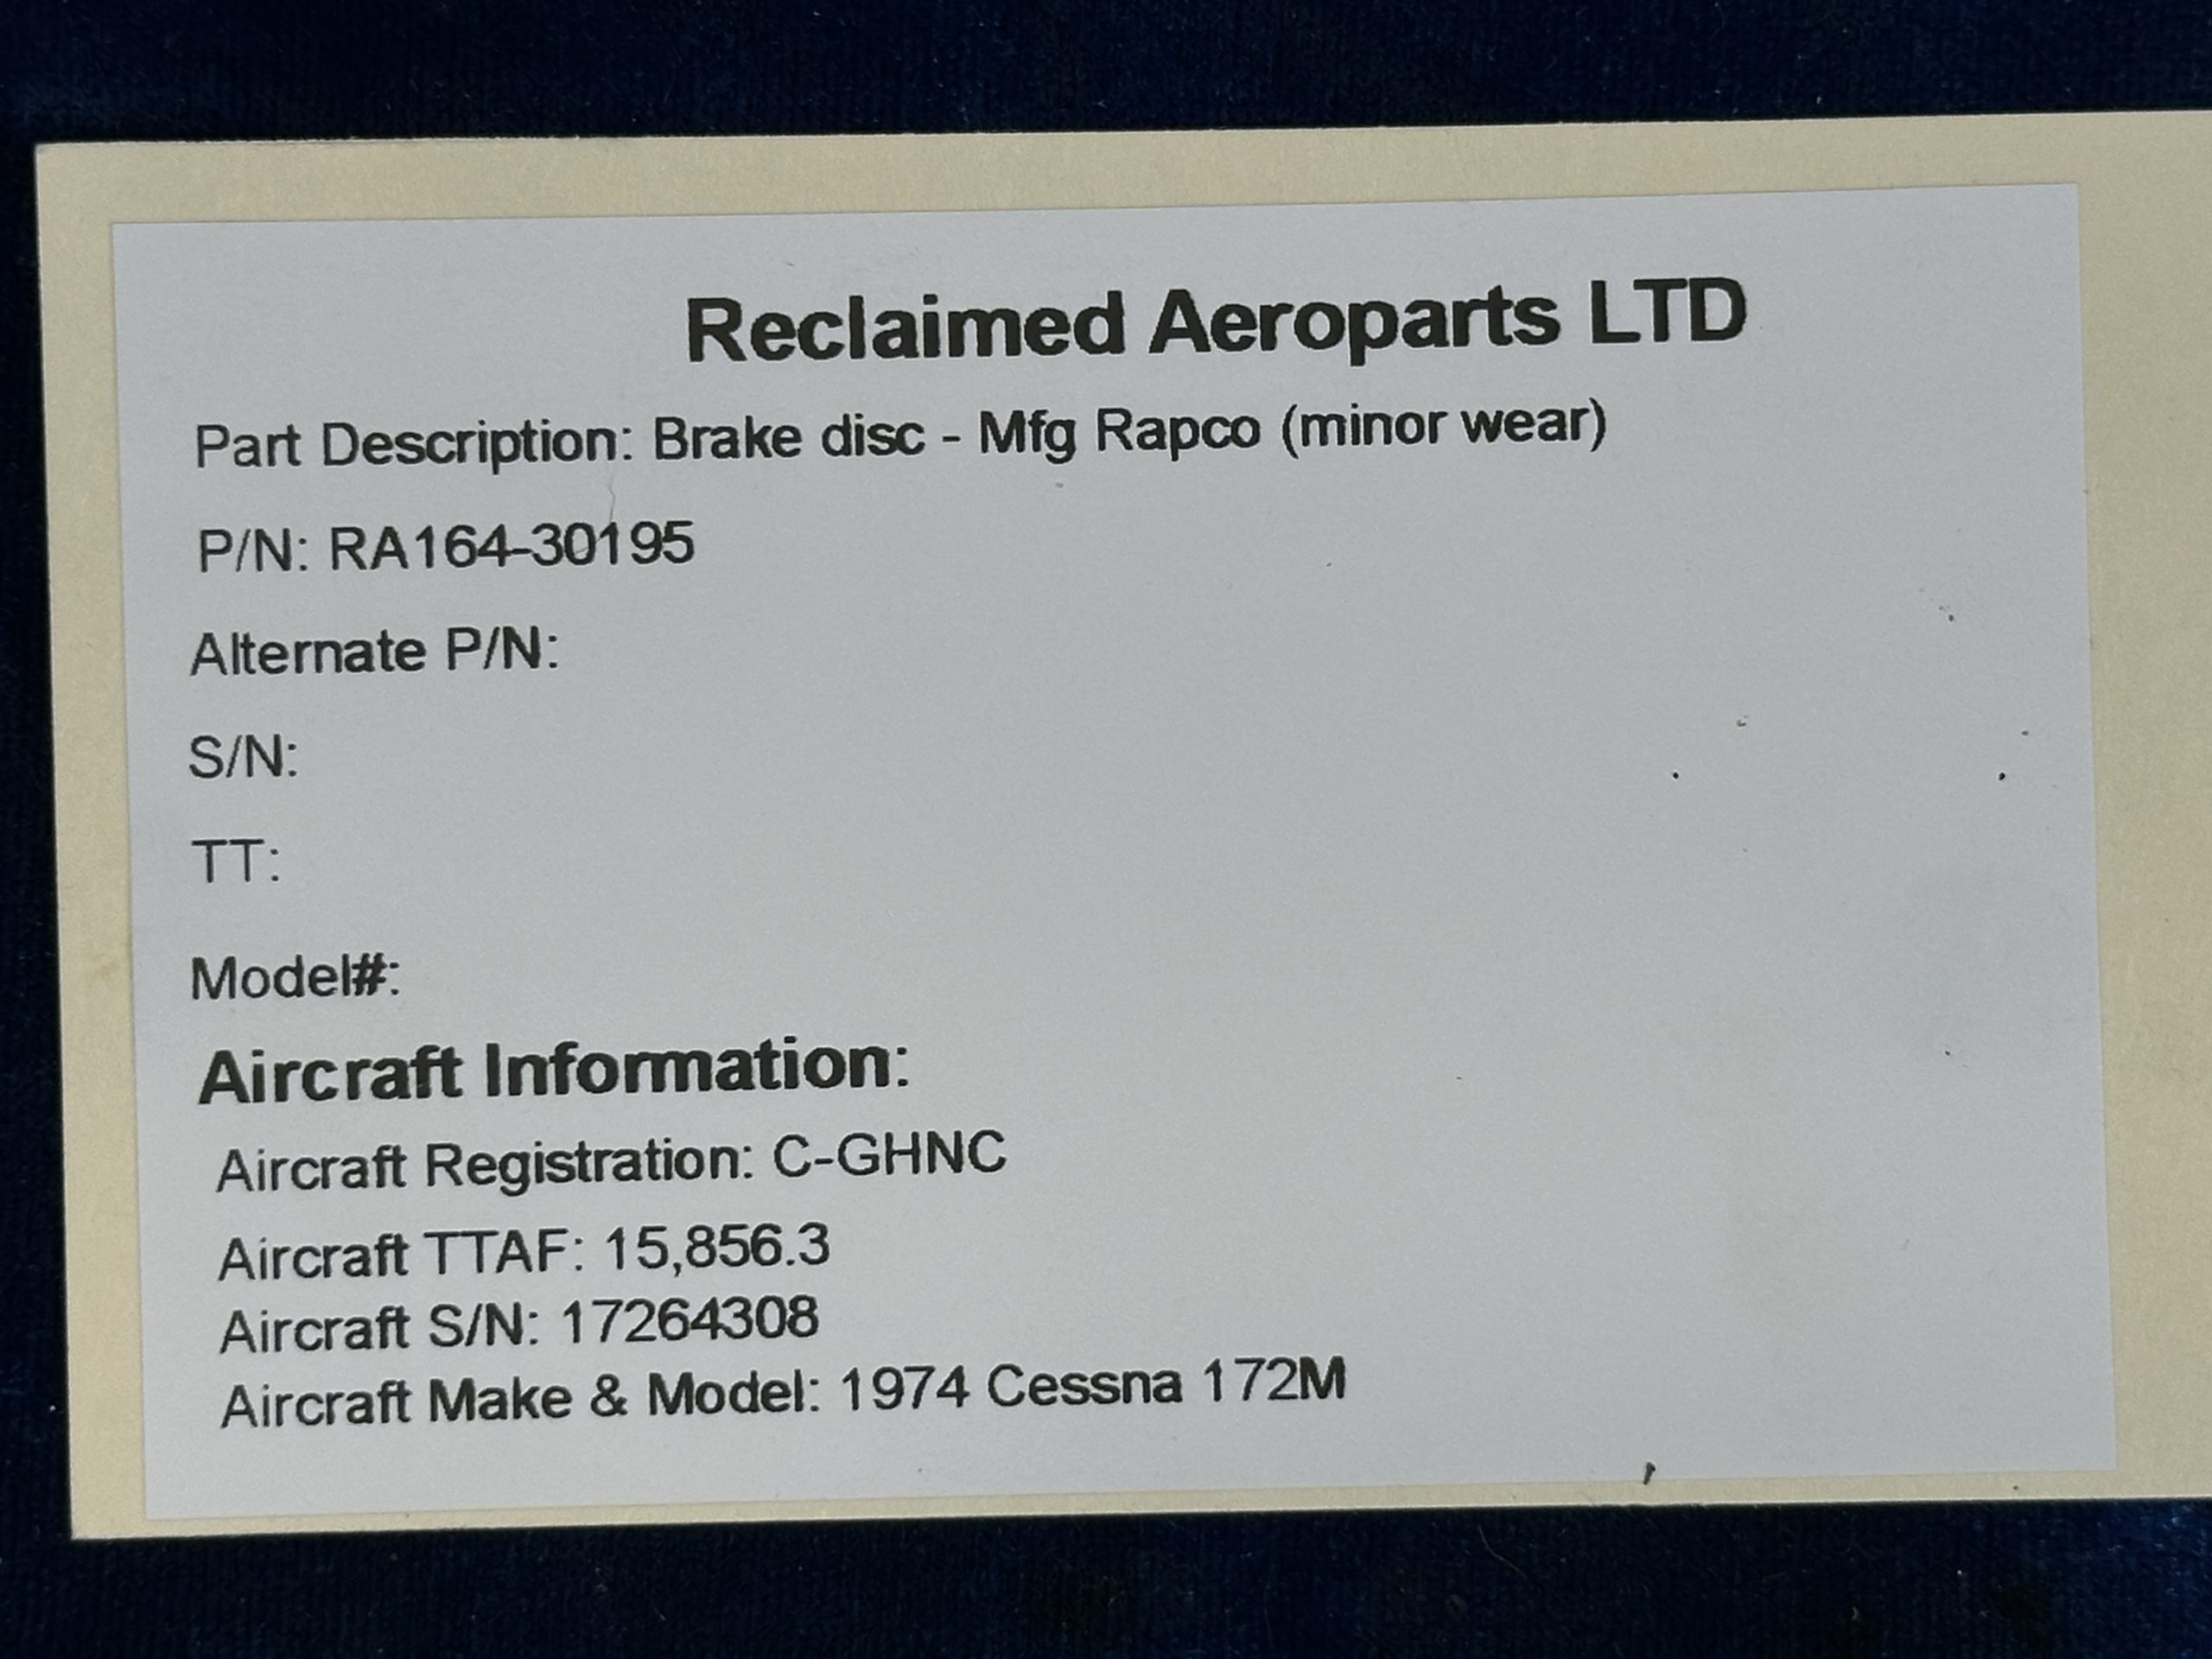 Reclaimed Aeroparts LTD
Part Description: Brake disc - Mfg Rapco (minor wear)
P/N: RA164-30195
Alternate P/N:
S/N:
TT:
Model#:
Aircraft Information:
Aircraft Registration: C-GHNC
Aircraft TTAF: 15,856.3
Aircraft S/N: 17264308
Aircraft Make & Model: 1974 Cessna 172M